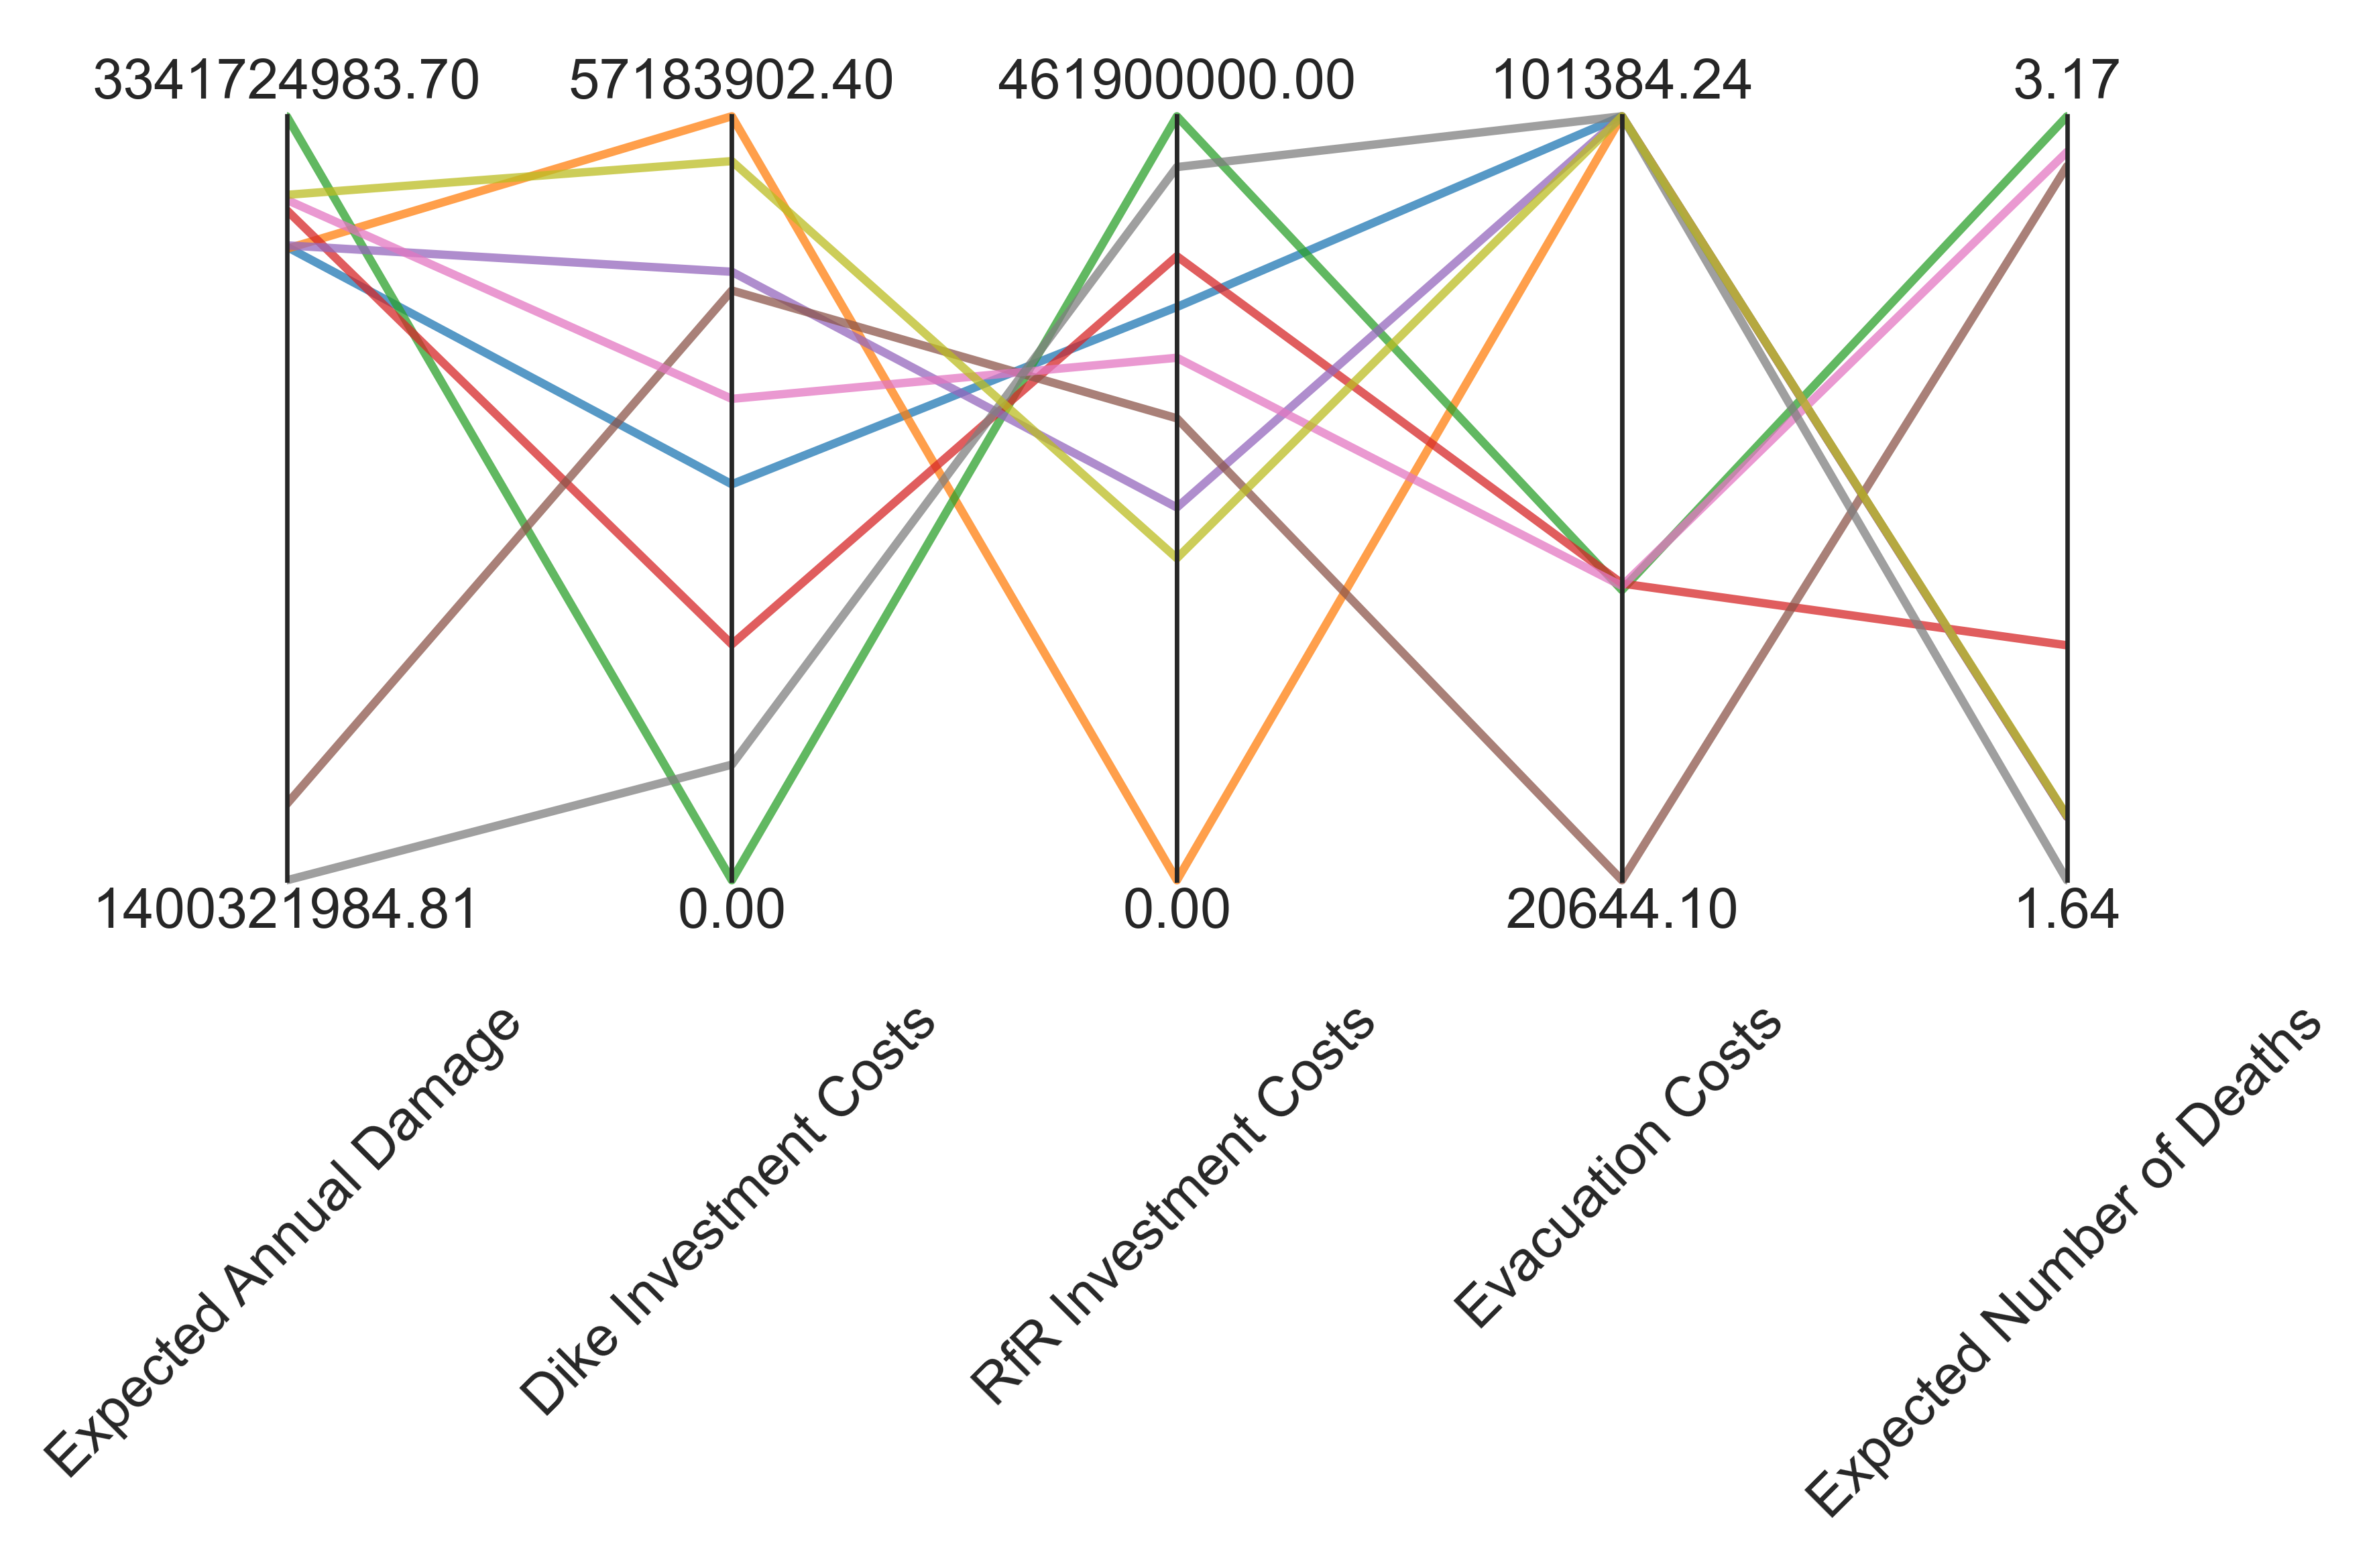 3341724983.70
57183902.40
461900000.00
101384.24
3.17
1400321984.81
0.00
0.00
20644.10
1.64
Expected Annual Damage
Dike Investment Costs
RfR Investment Costs
Evacuation Costs
Expected Number of Deaths